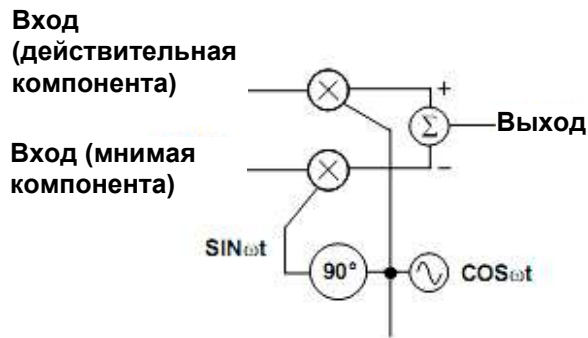 Вход
(действительная
компонента)
+
Σ
Выход
Вход (мнимая
компонента)
−
SINωt
90°
COSωt